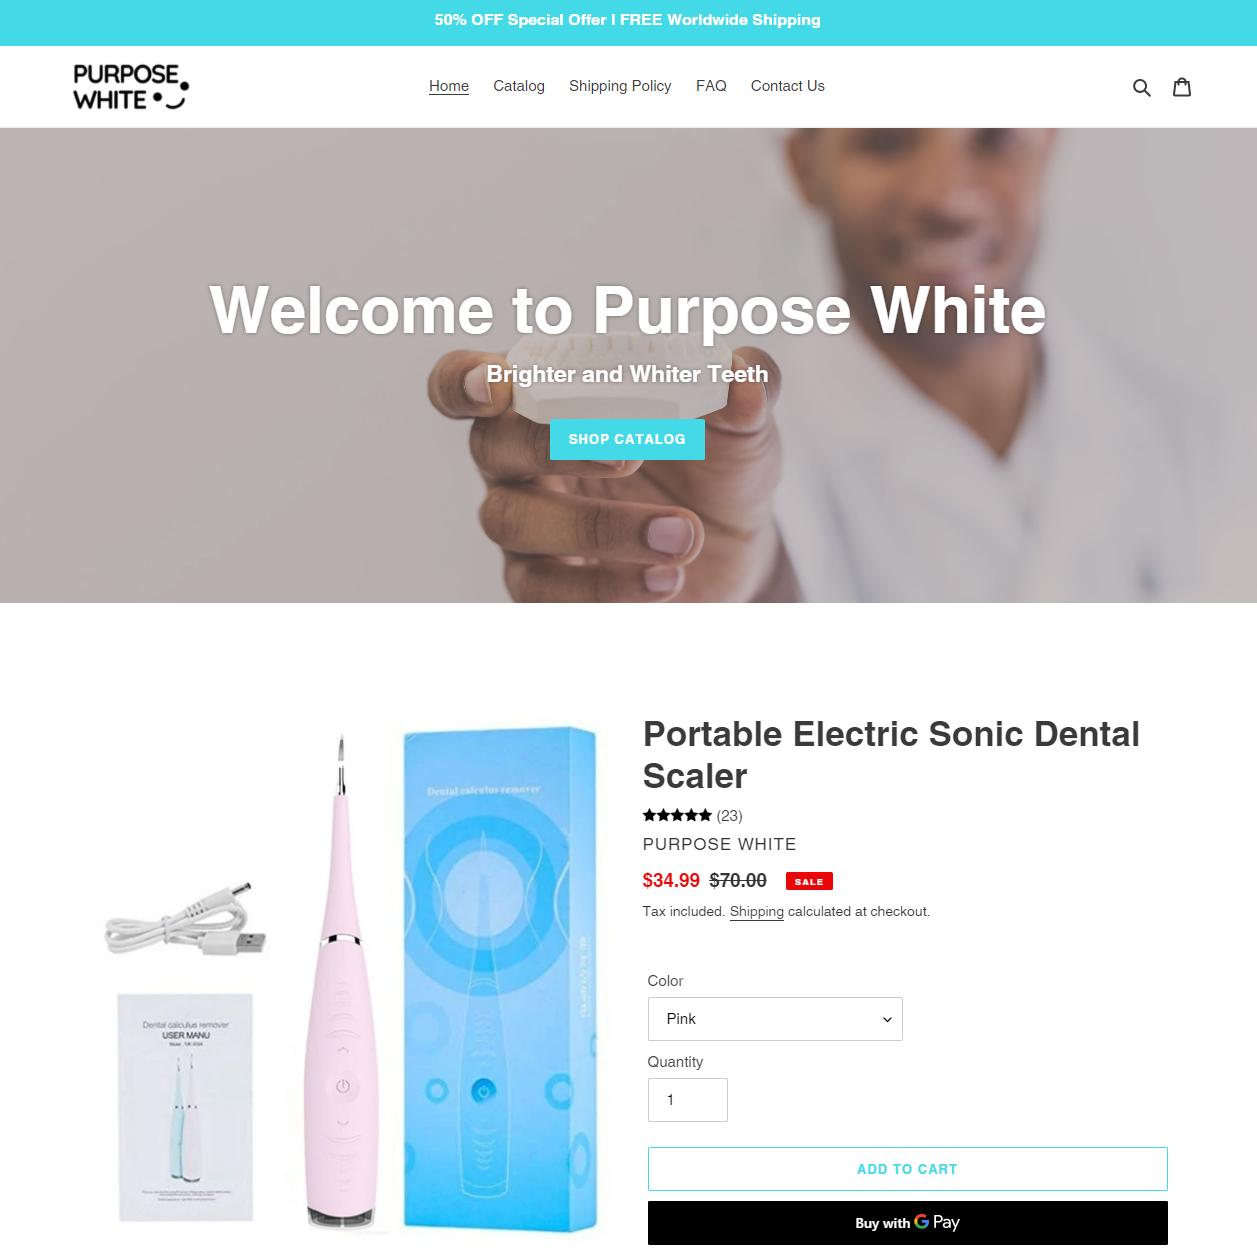 50% OFF Special Offer I FREE Worldwide Shipping
PURPOSE
WHITE
Home Catalog Shipping Policy FAQ Contact Us
Welcome to Purpose White
Brighter and Whiter Teeth
SHOP CATALOG
Portable Electric Sonic Dental
Scaler
(23)
PURPOSE WHITE
$34.99 $70.00 SALE
Tax included. Shipping calculated at checkout.
Color
Pink
Quantity
1
ADD TO CART
Buy with G Pay
Dental calculus remover
Dental calculus remover
USER MANU